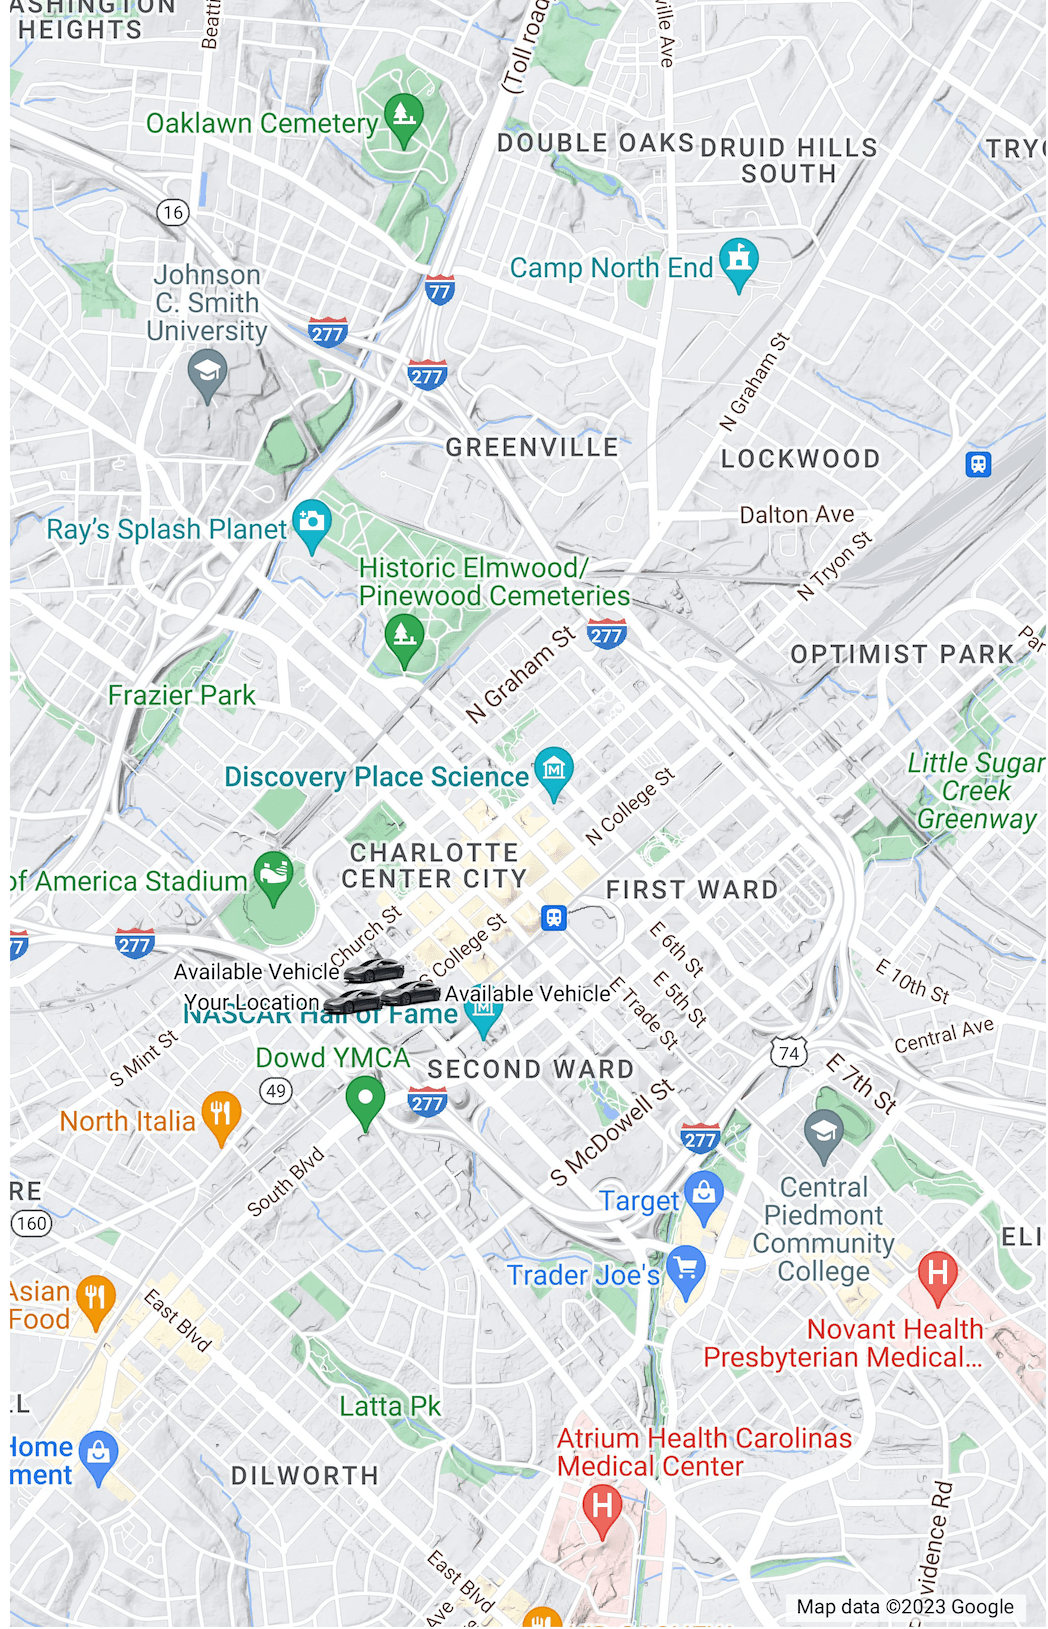 ASHINGTON
HEIGHTS
Beatti
(Toll road)
ville Ave
Oaklawn Cemetery
DOUBLE OAKS
DRUID HILLS
SOUTH
TRY
16
Johnson
C. Smith
University
Camp North End
77
277
277
N Graham St
GREENVILLE
LOCKWOOD
Dalton Ave
Ray's Splash Planet
N Tryon St
Historic Elmwood/
Pinewood Cemeteries
277
N Graham St
OPTIMIST PARK
Par
Frazier Park
Discovery Place Science
Little Sugar
Creek
Greenway
N College St
CHARLOTTE
CENTER CITY
of America Stadium
FIRST WARD
77
277
Church St
S College St
E 6th St
E 5th St
E Trade St
E 10th St
Central Ave
Available Vehicle
Your Location
Available Vehicle
NASCAR Hall of Fame
S Mint St
Dowd YMCA
SECOND WARD
74
E 7th St
49
277
North Italia
S McDowell St
277
South Blvd
RE
160
Target
Central
Piedmont
Community
College
ELI
Trader Joe's
Asian
Food
East Blvd
Novant Health
Presbyterian Medical...
LL
Latta Pk
Home
ment
Atrium Health Carolinas
Medical Center
DILWORTH
vidence Rd
East Blvd
Ave
Map data ©2023 Google